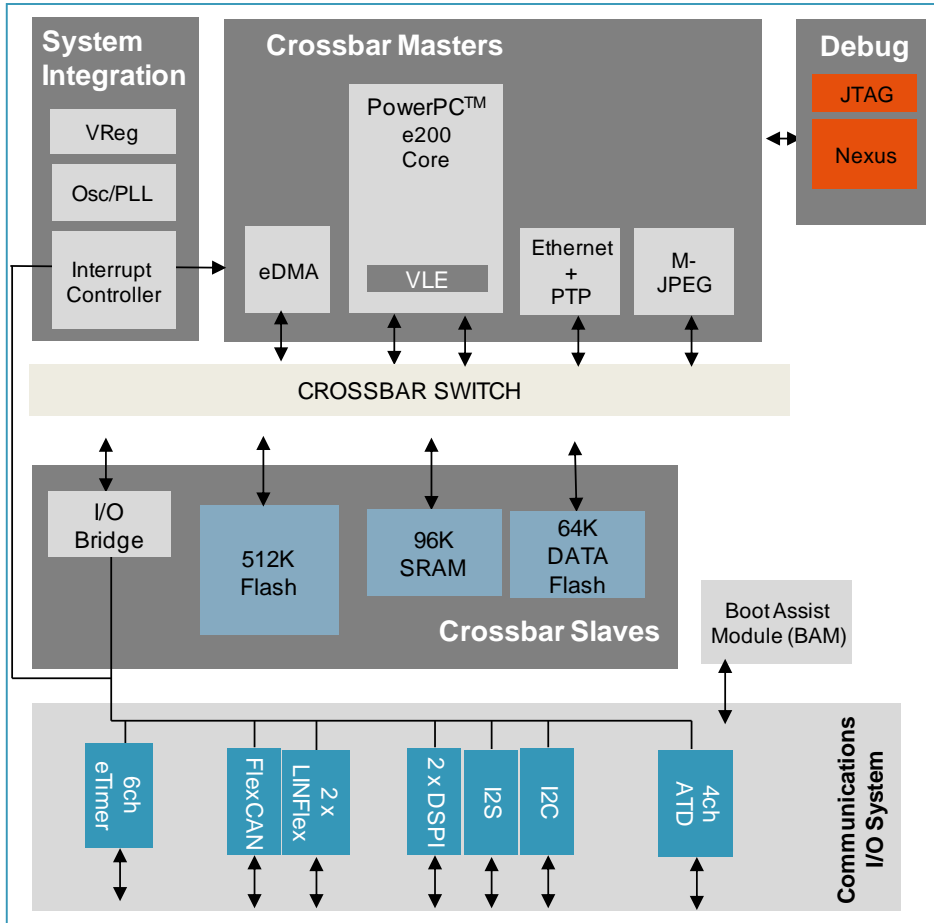 System
Integration
VReg
Osc/PLL
Interrupt
Controller
Crossbar Masters
PowerPC™
e200
Core
VLE
eDMA
Ethernet
+
PTP
M-
JPEG
Debug
JTAG
Nexus
CROSSBAR SWITCH
I/O
Bridge
512K
Flash
96K
SRAM
64K
DATA
Flash
Crossbar Slaves
Boot Assist
Module (BAM)
6ch
eTimer
FlexCAN
2 x
LINFlex
2 x DSPI
I2S
I2C
4ch
ATD
Communications
I/O System